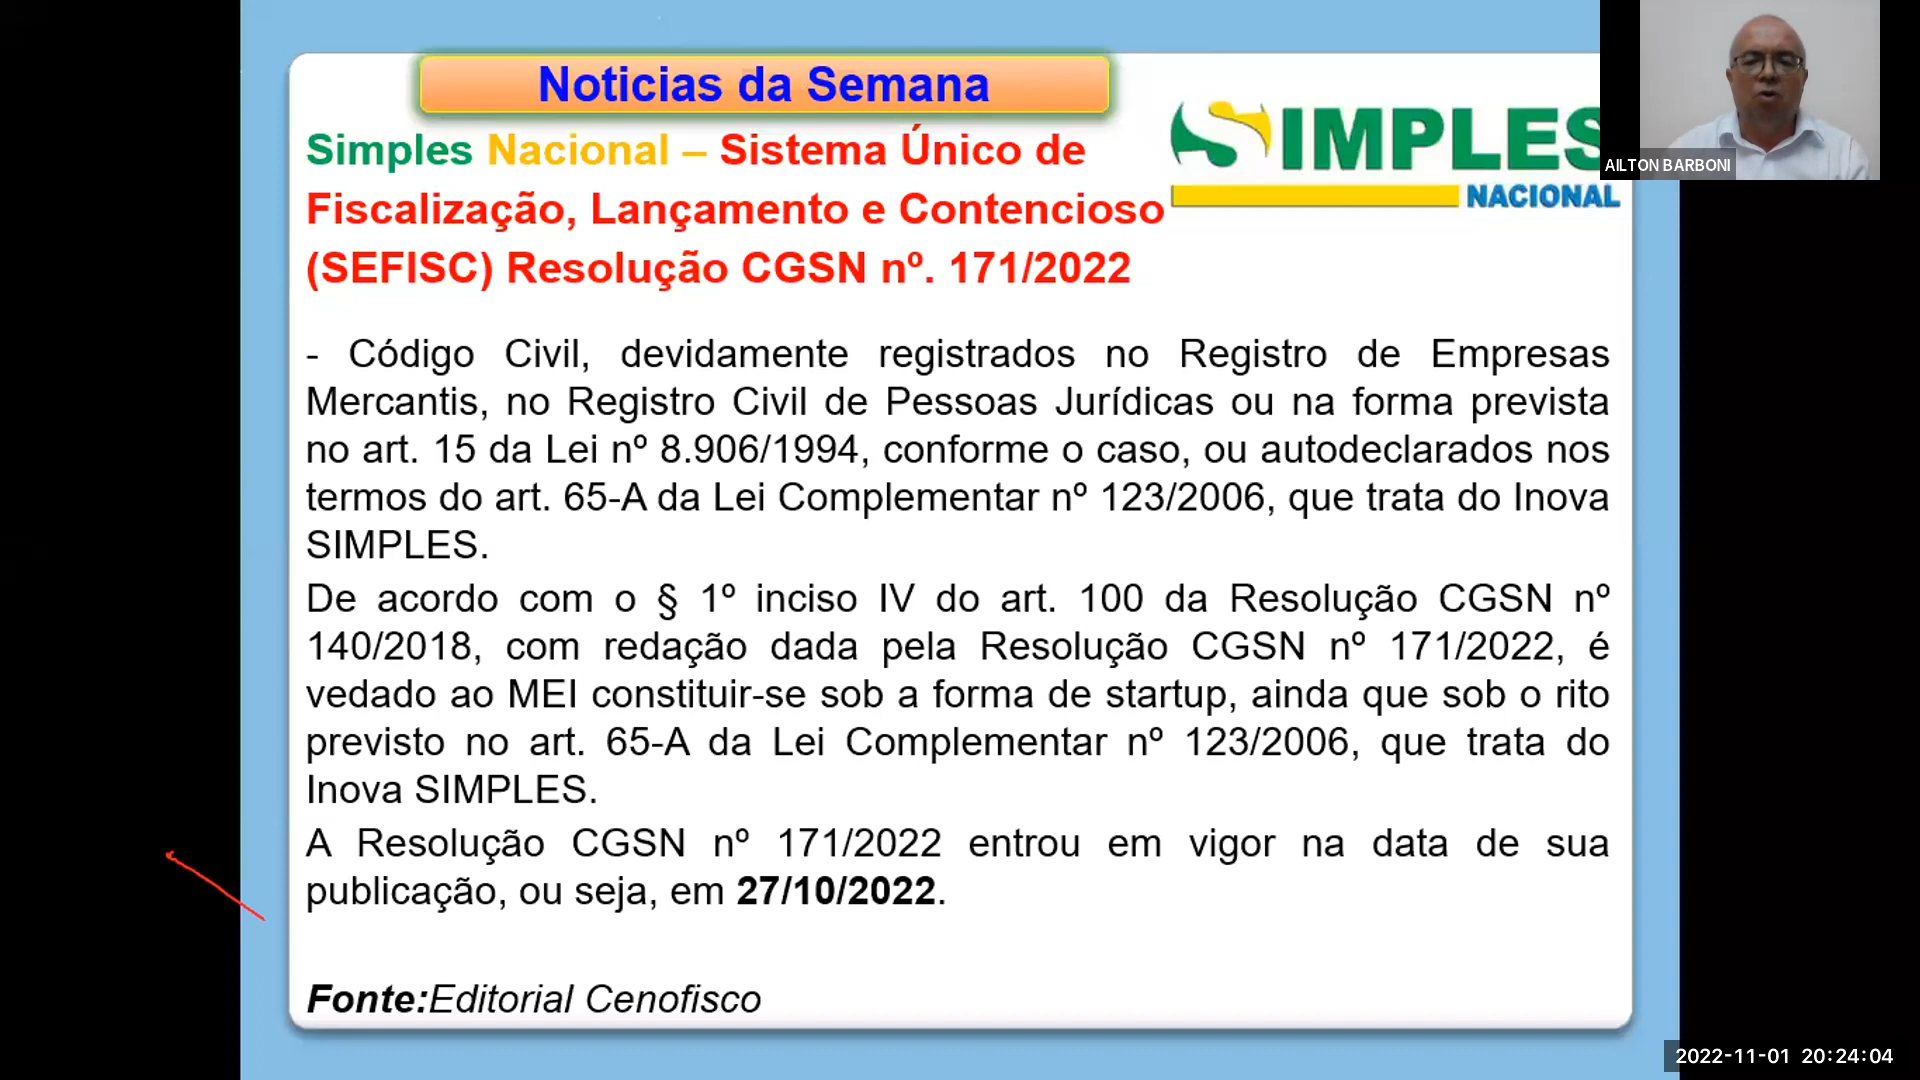 Noticias da Semana
Simples Nacional – Sistema Único de
Fiscalização, Lançamento e Contencioso
(SEFISC) Resolução CGSN nº. 171/2022
SIMPLES
NACIONAL
AILTON BARBONI
- Código Civil, devidamente registrados no Registro de Empresas
Mercantis, no Registro Civil de Pessoas Jurídicas ou na forma prevista
no art. 15 da Lei nº 8.906/1994, conforme o caso, ou autodeclarados nos
termos do art. 65-A da Lei Complementar nº 123/2006, que trata do Inova
SIMPLES.
De acordo com o § 1º inciso IV do art. 100 da Resolução CGSN nº
140/2018, com redação dada pela Resolução CGSN nº 171/2022, é
vedado ao MEI constituir-se sob a forma de startup, ainda que sob o rito
previsto no art. 65-A da Lei Complementar nº 123/2006, que trata do
Inova SIMPLES.
A Resolução CGSN nº 171/2022 entrou em vigor na data de sua
publicação, ou seja, em 27/10/2022.
Fonte:Editorial Cenofisco
2022-11-01 20:24:04